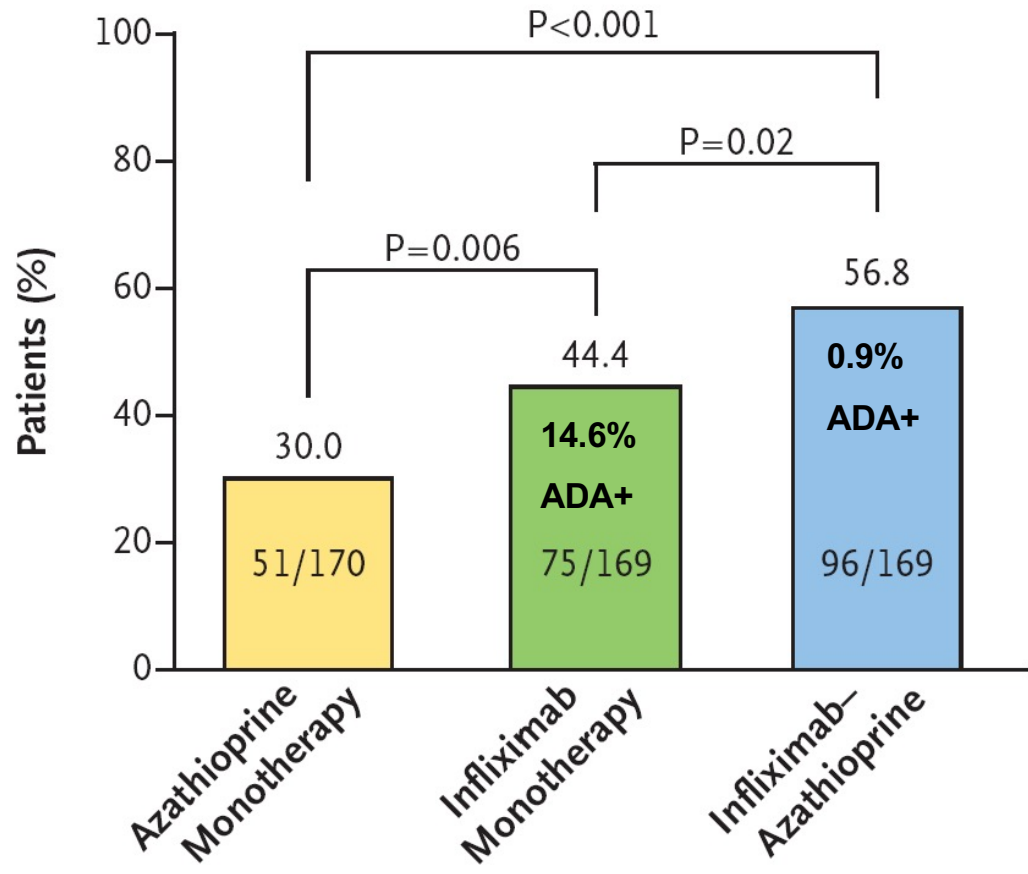 P<0.001
P=0.02
P=0.006
Patients (%)
100
80
60
40
20
0
30.0
51/170
44.4
14.6%
ADA+
75/169
56.8
0.9%
ADA+
96/169
Azathioprine
Monotherapy
Infliximab
Monotherapy
Infliximab–
Azathioprine